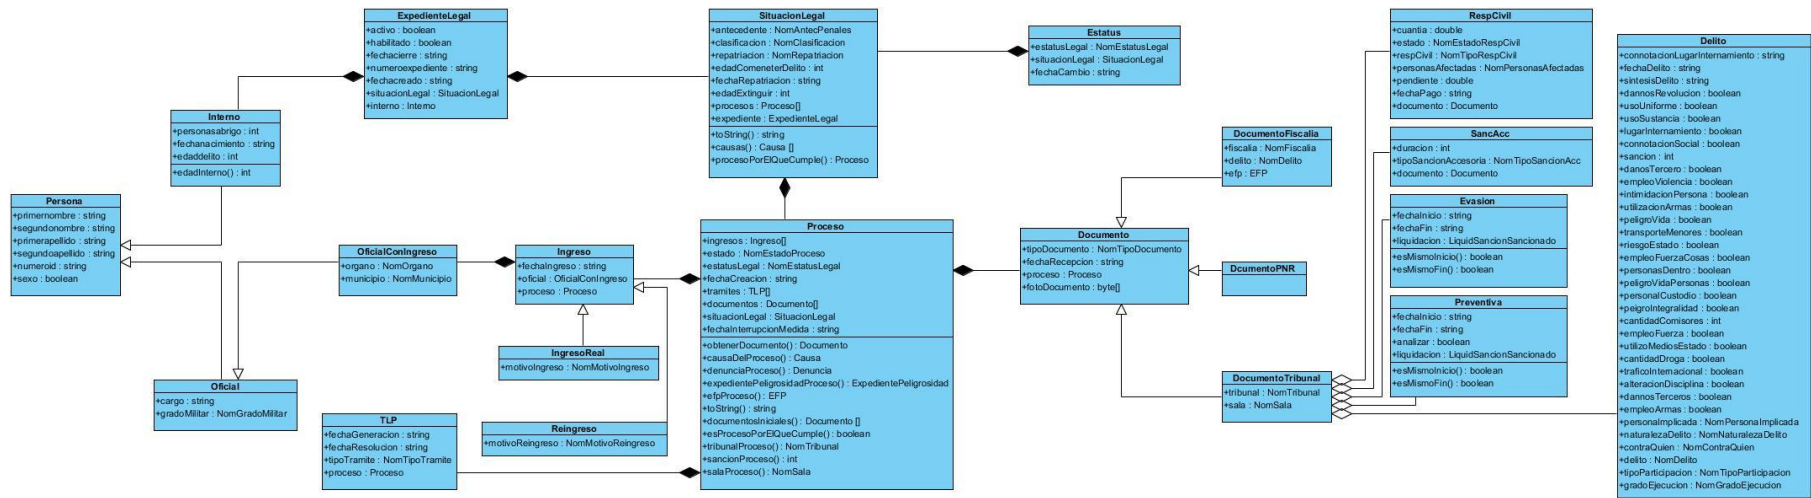 ExpedienteLegal
+activo : boolean
+habilitado : boolean
+fechacierre : string
+numeroexpediente : string
+fechacreado : string
+situacionLegal : SituacionLegal
+interno : Interno
SituacionLegal
+antecedente : NomAntecPenales
+clasificacion : NomClasificacion
+repatriacion : NomRepatriacion
+edadComeneterDelito : int
+fechaRepatriacion : string
+edadExtinguir : int
+procesos : Proceso[]
+expediente : ExpedienteLegal
+toString() : string
+causas() : Causa []
+procesoPorElQueCumple() : Proceso
Estatus
+estatusLegal : NomEstatusLegal
+situacionLegal : SituacionLegal
+fechaCambio : string
RespCivil
+cuantia : double
+estado : NomEstadoRespCivil
+respCivil : NomTipoRespCivil
+personasAfectadas : NomPersonasAfectadas
+pendiente : double
+fechaPago : string
+documento : Documento
Delito
+connotacionLugarInternamiento : string
+fechaDelito : string
+sintesisDelito : string
+dannosRevolucion : boolean
+usoUniforme : boolean
+usoSustancia : boolean
+lugarInternamiento : boolean
+connotacionSocial : boolean
+sancion : int
+danosTercero : boolean
+empleoViolencia : boolean
+intimidacionPersona : boolean
+utilizacionArmas : boolean
+peligroVida : boolean
+transporteMenores : boolean
+riesgoEstado : boolean
+empleoFuerzaCosas : boolean
+personasDentro : boolean
+peligroVidaPersonas : boolean
+personalCustodio : boolean
+peigroIntegralidad : boolean
+cantidadComisores : int
+empleoFuerza : boolean
+utilizoMediosEstado : boolean
+cantidadDroga : boolean
+traficoInternacional : boolean
+alteracionDisciplina : boolean
+dannosTerceros : boolean
+empleoArmas : boolean
+personaImplicada : NomPersonaImplicada
+naturalezaDelito : NomNaturalezaDelito
+contraQuien : NomContraQuien
+delito : NomDelito
+tipoParticipacion : NomTipoParticipacion
+gradoEjecucion : NomGradoEjecucion
Interno
+personasabrigo : int
+fechanacimiento : string
+edaddelito : int
+edadInterno() : int
DocumentoFiscalia
+fiscalia : NomFiscalia
+delito : NomDelito
+efp : EFP
SancAcc
+duracion : int
+tipoSancionAccesoria : NomTipoSancionAcc
+documento : Documento
Persona
+primernombre : string
+segundonombre : string
+primerapellido : string
+segundoapellido : string
+numeroid : string
+sexo : boolean
Evasion
+fechaInicio : string
+fechaFin : string
+liquidacion : LiquidSancionSancionado
+esMismoInicio() : boolean
+esMismoFin() : boolean
OficialConIngreso
+organo : NomOrgano
+municipio : NomMunicipio
Ingreso
+fechaIngreso : string
+oficial : OficialConIngreso
+proceso : Proceso
Proceso
+ingresos : Ingreso[]
+estado : NomEstadoProceso
+estatusLegal : NomEstatusLegal
+fechaCreacion : string
+tramites : TLP[]
+documentos : Documento[]
+situacionLegal : SituacionLegal
+fechaInterrupcionMedida : string
+obtenerDocumento() : Documento
+causaDelProceso() : Causa
+denunciaProceso() : Denuncia
+expedientePeligrosidadProceso() : ExpedientePeligrosidad
+efpProceso() : EFP
+toString() : string
+documentosIniciales() : Documento []
+esProcesoPorElQueCumple() : boolean
+tribunalProceso() : NomTribunal
+sancionProceso() : int
+salaProceso() : NomSala
Documento
+tipoDocumento : NomTipoDocumento
+fechaRecepcion : string
+proceso : Proceso
+fotoDocumento : byte[]
DcumentoPNR
Preventiva
+fechaInicio : string
+fechaFin : string
+analizar : boolean
+liquidacion : LiquidSancionSancionado
+esMismoInicio() : boolean
+esMismoFin() : boolean
IngresoReal
+motivoIngreso : NomMotivoIngreso
Oficial
+cargo : string
+gradoMilitar : NomGradoMilitar
DocumentoTribunal
+tribunal : NomTribunal
+sala : NomSala
TLP
+fechaGeneracion : string
+fechaResolucion : string
+tipoTramite : NomTipoTramite
+proceso : Proceso
Reingreso
+motivoReingreso : NomMotivoReingreso